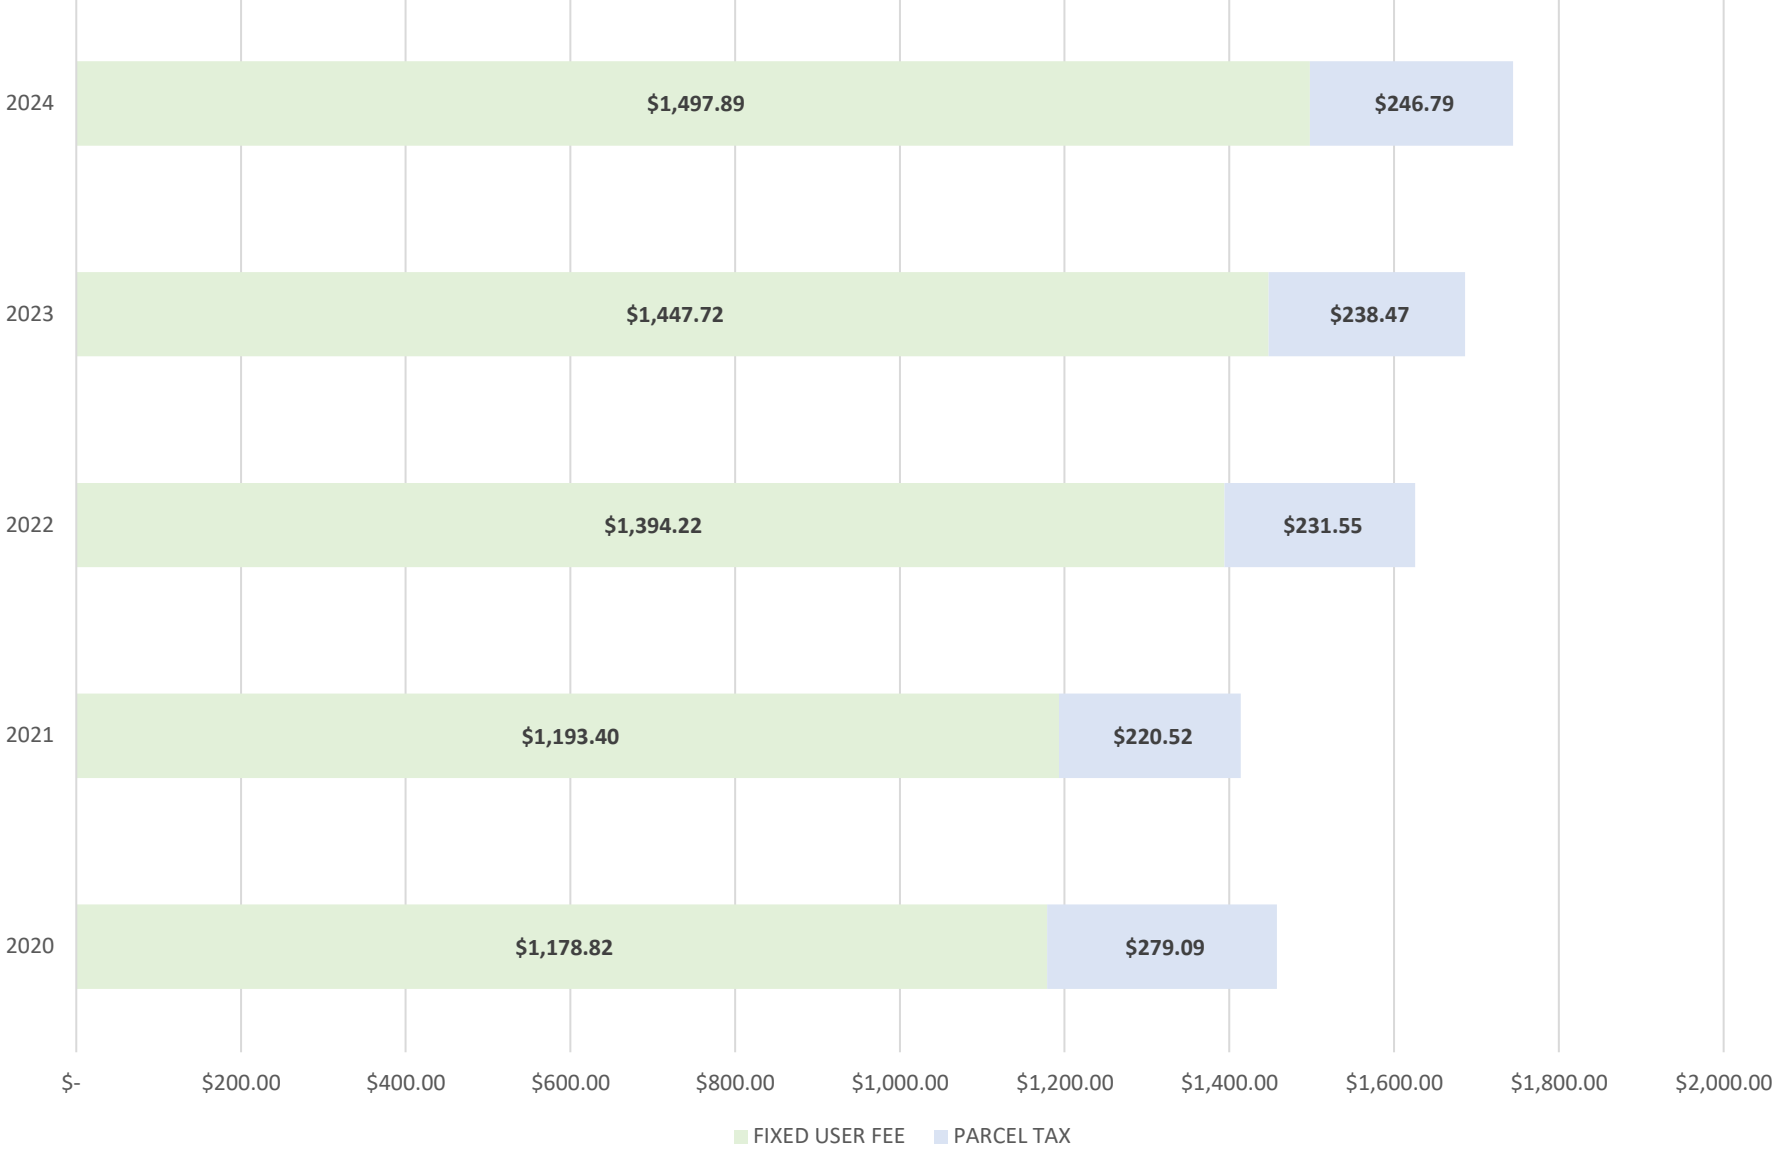 2024 $1,497.89 $246.79
2023 $1,447.72 $238.47
2022 $1,394.22 $231.55
2021 $1,193.40 $220.52
2020 $1,178.82 $279.09
$- $200.00 $400.00 $600.00 $800.00 $1,000.00 $1,200.00 $1,400.00 $1,600.00 $1,800.00 $2,000.00
FIXED USER FEE PARCEL TAX